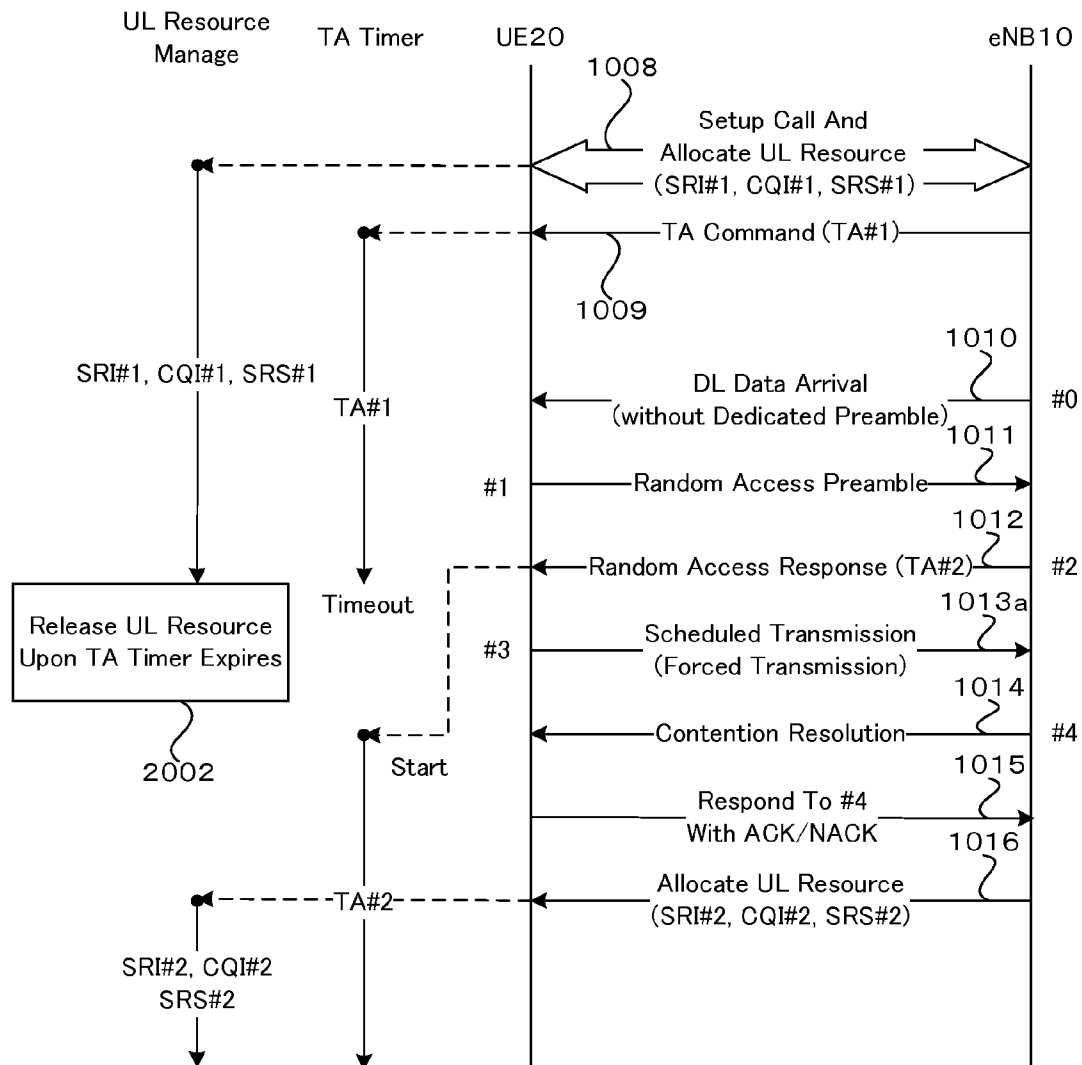 UL Resource
Manage
TA Timer
UE20
eNB10
1008
Setup Call And
Allocate UL Resource
(SRI#1, CQI#1, SRS#1)
TA Command (TA#1)
1009
1010
SRI#1, CQI#1, SRS#1
TA#1
DL Data Arrival
(without Dedicated Preamble)
#0
1011
#1
Random Access Preamble
1012
Random Access Response (TA#2)
#2
Timeout
1013a
Release UL Resource
Upon TA Timer Expires
#3
Scheduled Transmission
(Forced Transmission)
1014
Contention Resolution
#4
2002
Start
1015
Respond To #4
With ACK/NACK
1016
TA#2
Allocate UL Resource
(SRI#2, CQI#2, SRS#2)
SRI#2, CQI#2
SRS#2